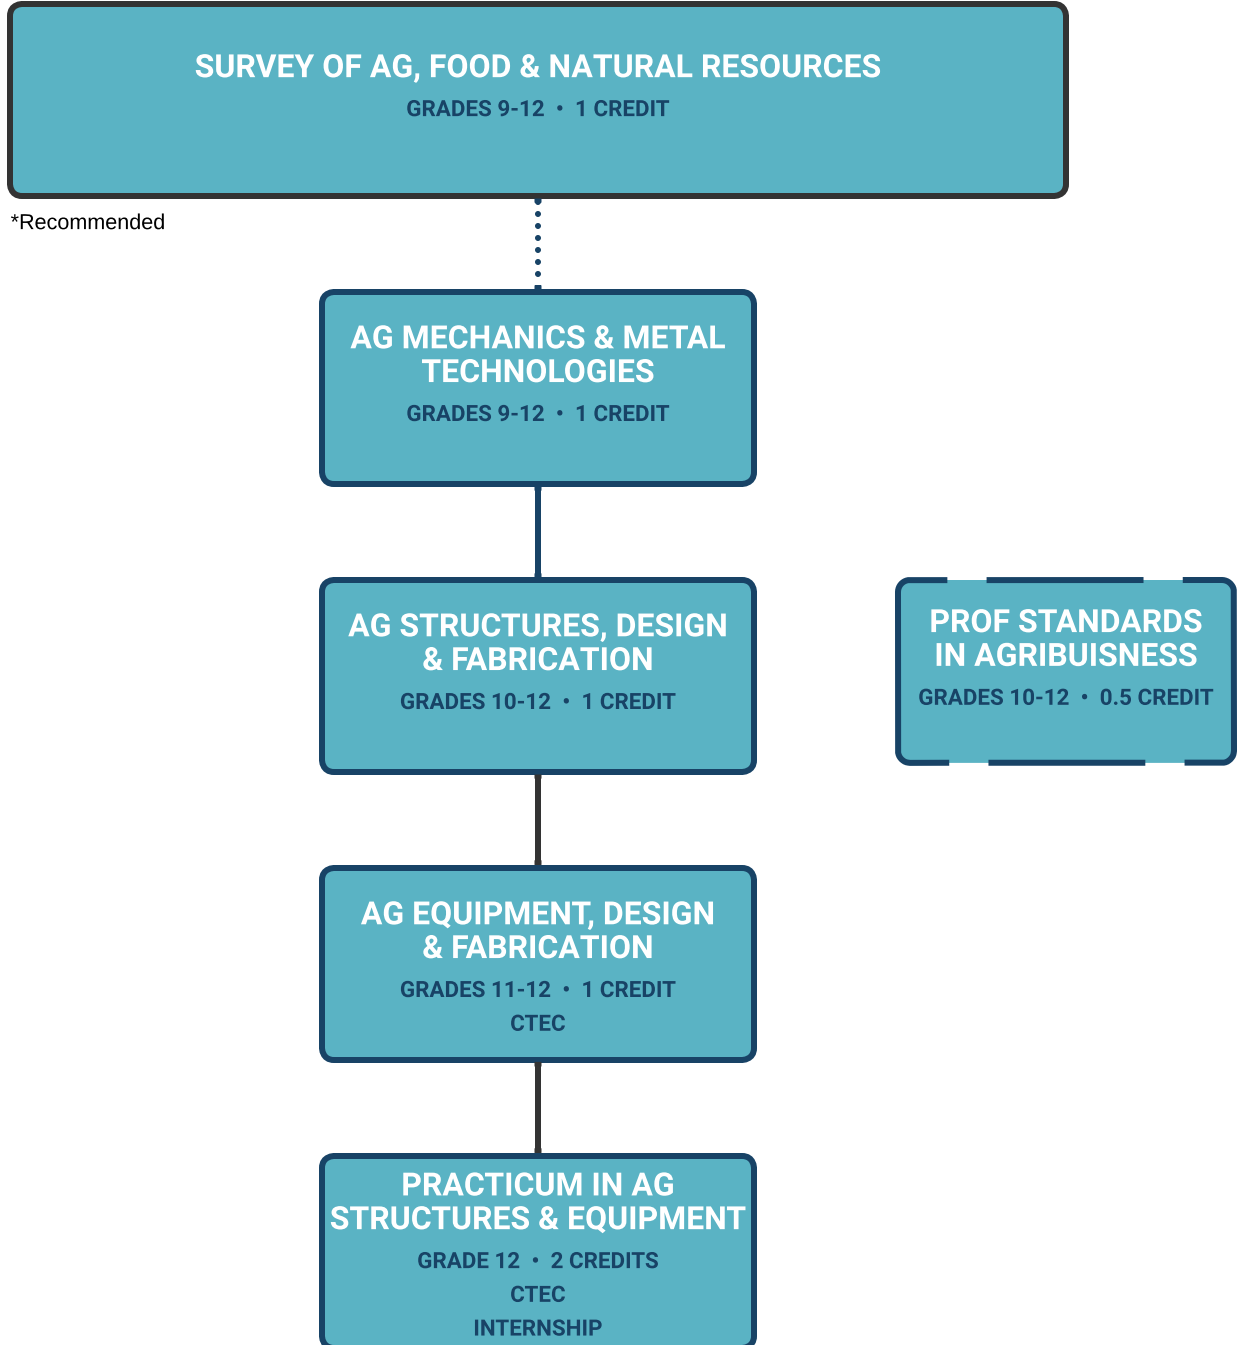 SURVEY OF AG, FOOD & NATURAL RESOURCES
GRADES 9-12 • 1 CREDIT
*Recommended
AG MECHANICS & METAL
TECHNOLOGIES
GRADES 9-12 • 1 CREDIT
AG STRUCTURES, DESIGN
& FABRICATION
GRADES 10-12 • 1 CREDIT
PROF STANDARDS
IN AGRIBUISNESS
GRADES 10-12 • 0.5 CREDIT
AG EQUIPMENT, DESIGN
& FABRICATION
GRADES 11-12 • 1 CREDIT
CTEC
PRACTICUM IN AG
STRUCTURES & EQUIPMENT
GRADE 12 • 2 CREDITS
CTEC
INTERNSHIP